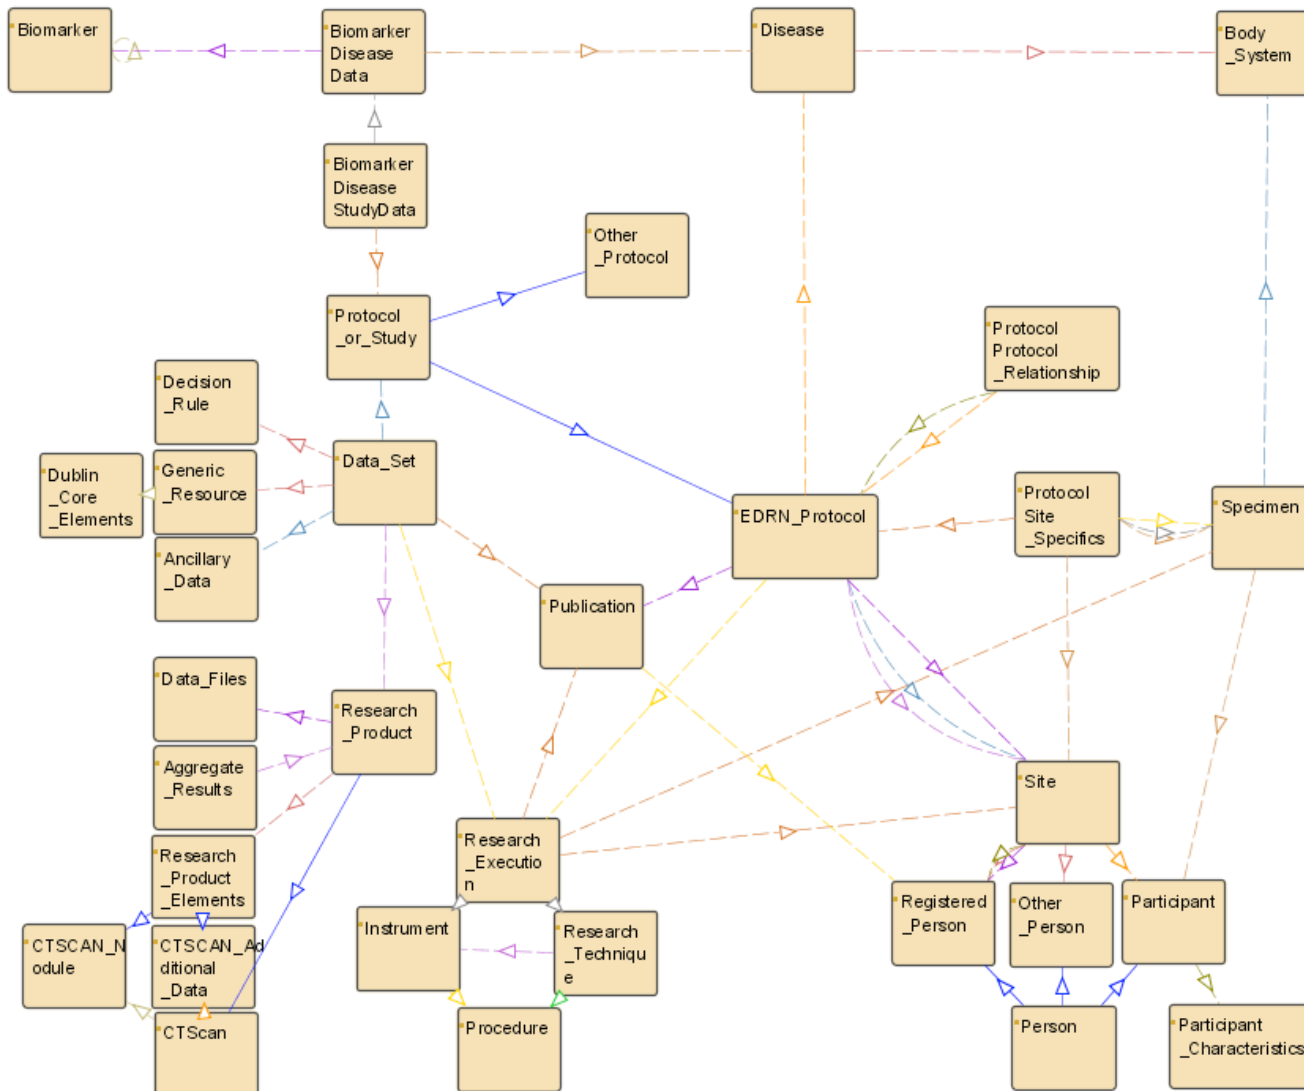 Biomarker
Biomarker
Disease
Data
Disease
Body
_System
Biomarker
Disease
StudyData
Other
_Protocol
Protocol
_or_Study
Protocol
Protocol
_Relationship
Decision
_Rule
Data_Set
Dublin
_Core
_Elements
Generic
_Resource
EDRN_Protocol
Protocol
Site
_Specifics
Specimen
Ancillary
_Data
Publication
Data_Files
Research
_Product
Aggregate
_Results
Site
Research
_Product
_Elements
Research
_Executio
n
Registered
_Person
Other
_Person
Participant
Instrument
Research
_Techniqu
e
CTSCAN_N
odule
CTSCAN_Ad
ditional
_Data
CTScan
Procedure
Person
Participant
_Characteristics